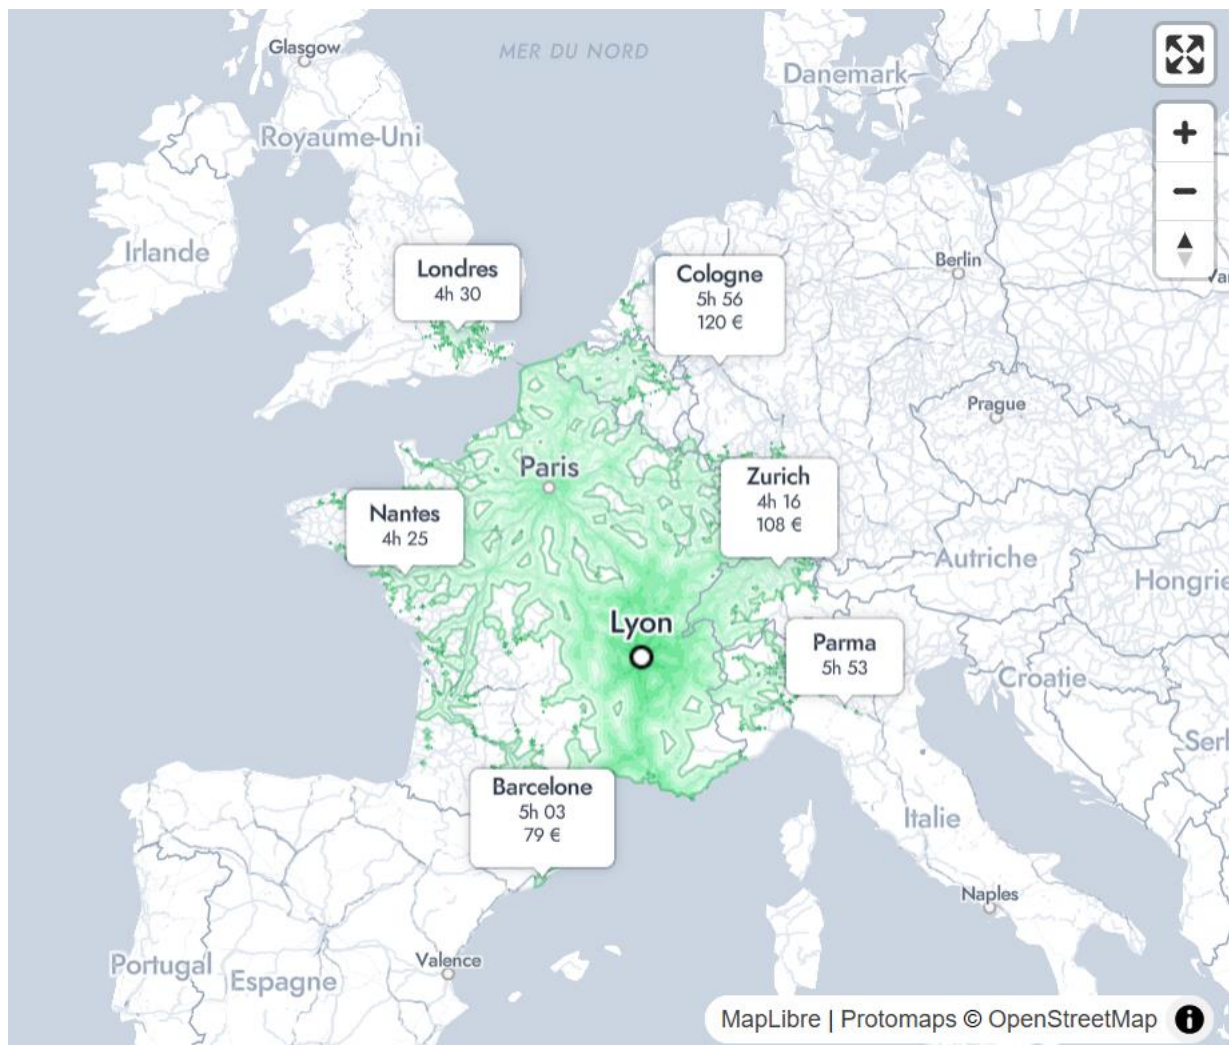 Glasgow
MER DU NORD
Danemark
Royaume-Uni
Irlande
Londres
4h 30
Cologne
5h 56
120 €
Berlin
Prague
Paris
Zurich
4h 16
108 €
Nantes
4h 25
Autriche
Hongrie
Lyon
Parma
5h 53
Croatie
Barcelone
5h 03
79 €
Italie
Naples
Valence
Portugal
Espagne
MapLibre | Protomaps © OpenStreetMap